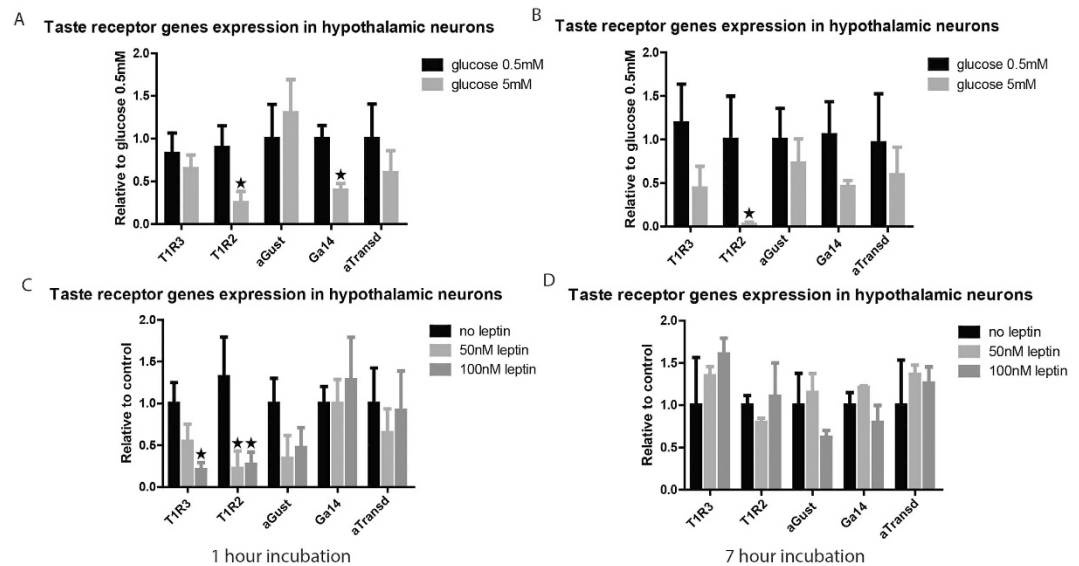 A
Taste receptor genes expression in hypothalamic neurons
Relative to glucose 0.5mM
2.0
1.5
1.0
0.5
0.0
T1R3
T1R2
aGust
Ga14
aTransd
glucose 0.5mM
glucose 5mM
B
Taste receptor genes expression in hypothalamic neurons
Relative to glucose 0.5mM
2.0
1.5
1.0
0.5
0.0
T1R3
T1R2
aGust
Ga14
aTransd
glucose 0.5mM
glucose 5mM
C
Taste receptor genes expression in hypothalamic neurons
Relative to control
2.0
1.5
1.0
0.5
0.0
T1R3
T1R2
aGust
Ga14
aTransd
no leptin
50nM leptin
100nM leptin
1 hour incubation
D
Taste receptor genes expression in hypothalamic neurons
Relative to control
2.0
1.5
1.0
0.5
0.0
T1R3
T1R2
aGust
Ga14
aTransd
no leptin
50nM leptin
100nM leptin
7 hour incubation